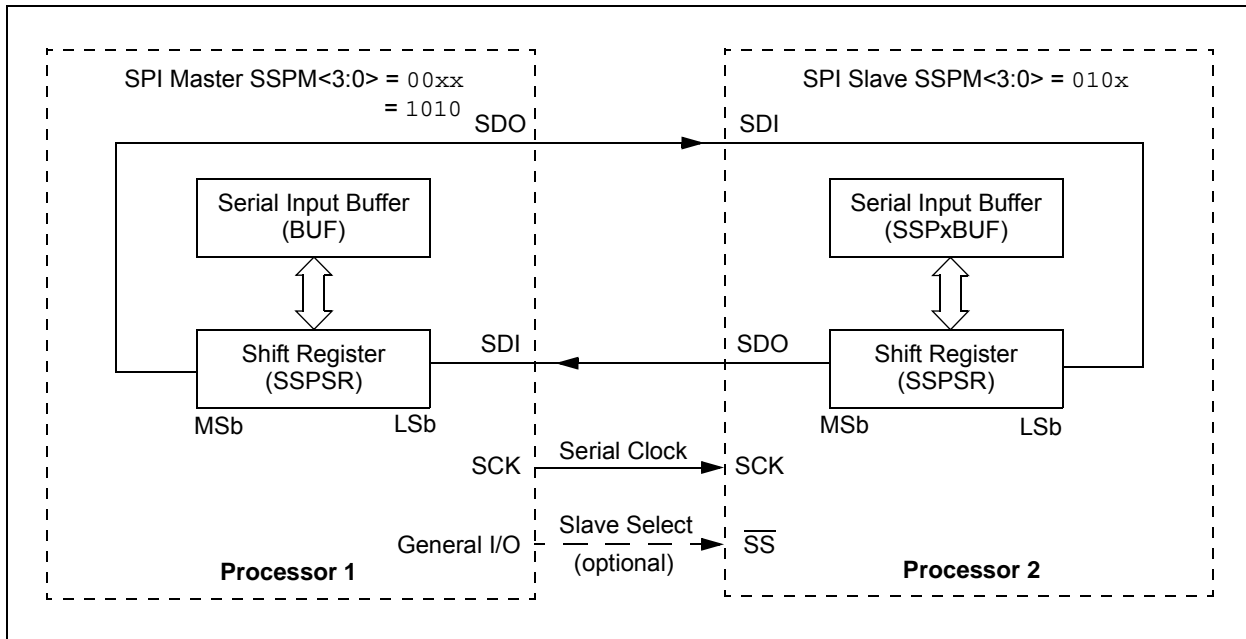 SPI Master SSPM<3:0> = 00xx
= 1010
SPI Slave SSPM<3:0> = 010x
SDO
SDI
Serial Input Buffer
(BUF)
Serial Input Buffer
(SSPxBUF)
SDI
SDO
Shift Register
(SSPSR)
Shift Register
(SSPSR)
MSb
LSb
MSb
LSb
SCK
Serial Clock
SCK
General I/O
Slave Select
(optional)
S̅S̅
Processor 1
Processor 2